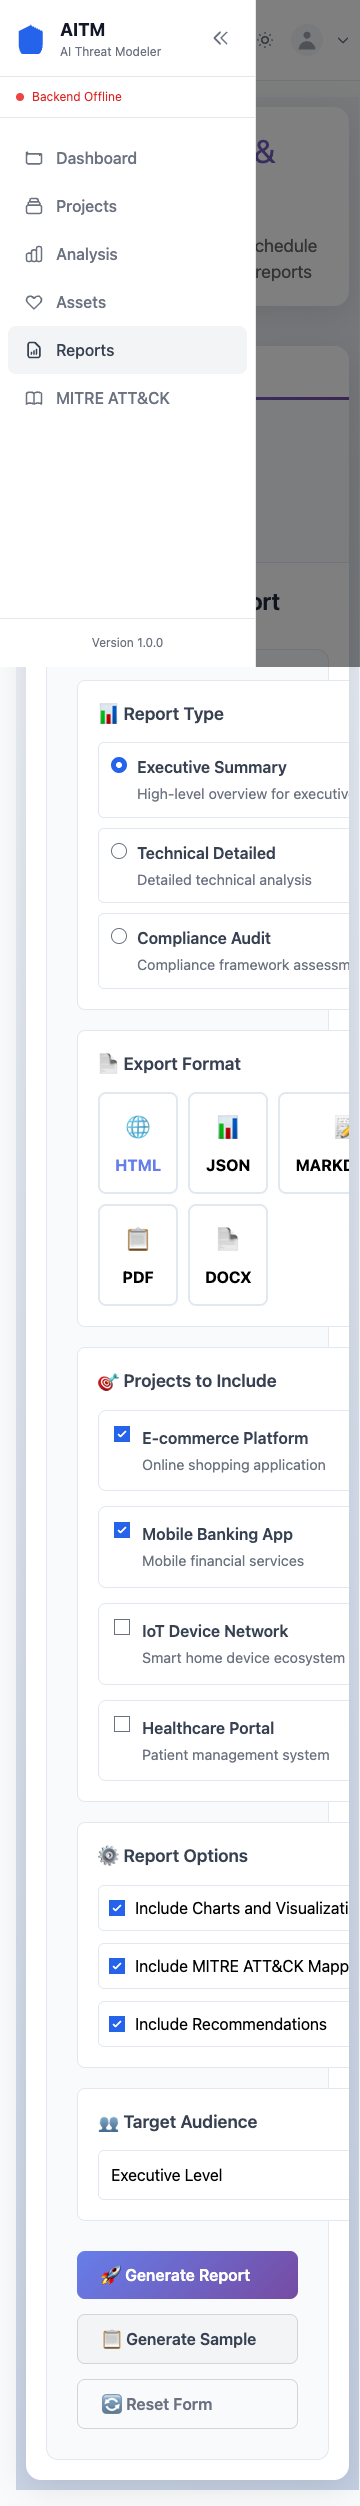 AITM
AI Threat Modeler
Backend Offline
&
Dashboard
Projects
Analysis
chedule
Assets
reports
Reports
MITRE ATT&CK
ort
Version 1.0.0
Report Type
Executive Summary
High-level overview for executiv
Technical Detailed
Detailed technical analysis
Compliance Audit
Compliance framework assessm
Export Format
HTML
JSON
MARKD
PDF
DOCX
Projects to Include
E-commerce Platform
Online shopping application
Mobile Banking App
Mobile financial services
IoT Device Network
Smart home device ecosystem
Healthcare Portal
Patient management system
Report Options
Include Charts and Visualizati
Include MITRE ATT&CK Mapp
Include Recommendations
Target Audience
Executive Level
Generate Report
Generate Sample
Reset Form